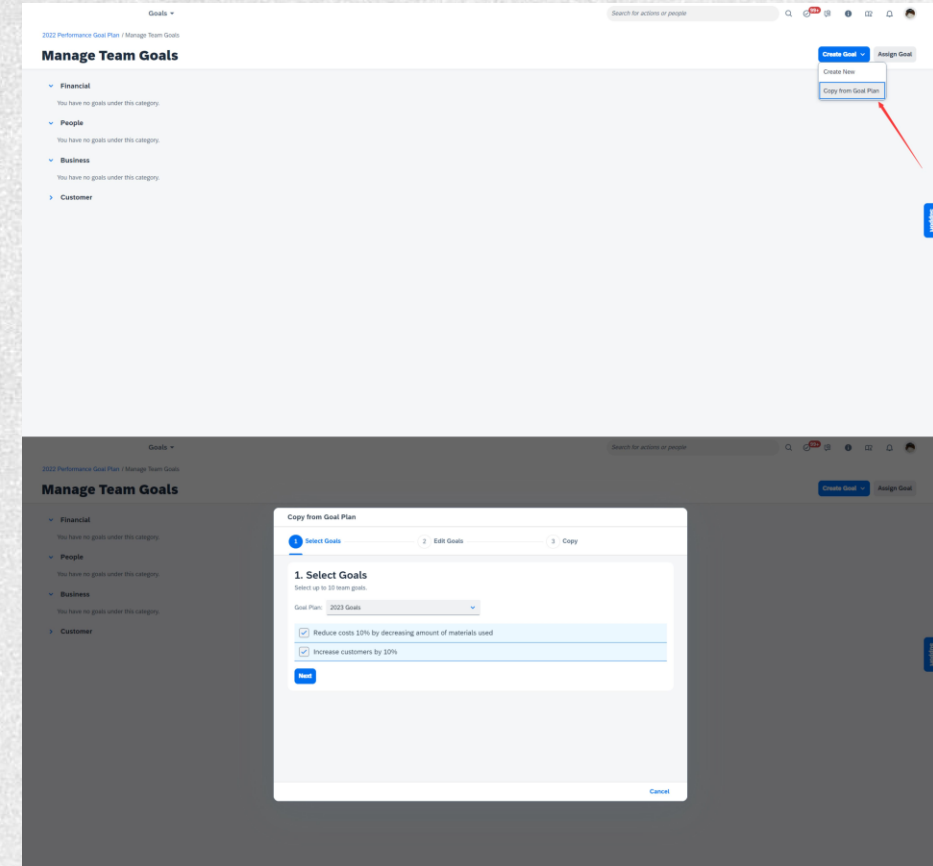 Goals
Search for actions or people
99+
2022 Performance Goal Plan / Manage Team Goals
Manage Team Goals
Create Goal
Assign Goal
Create New
Copy from Goal Plan
Financial
You have no goals under this category.
People
You have no goals under this category.
Business
You have no goals under this category.
Customer
Support
Goals
Search for actions or people
99+
2022 Performance Goal Plan / Manage Team Goals
Manage Team Goals
Create Goal
Assign Goal
Financial
You have no goals under this category.
People
You have no goals under this category.
Business
You have no goals under this category.
Customer
Support
Copy from Goal Plan
1 Select Goals
2 Edit Goals
3 Copy
1. Select Goals
Select up to 10 team goals.
Goal Plan: 2023 Goals
Reduce costs 10% by decreasing amount of materials used
Increase customers by 10%
Next
Cancel